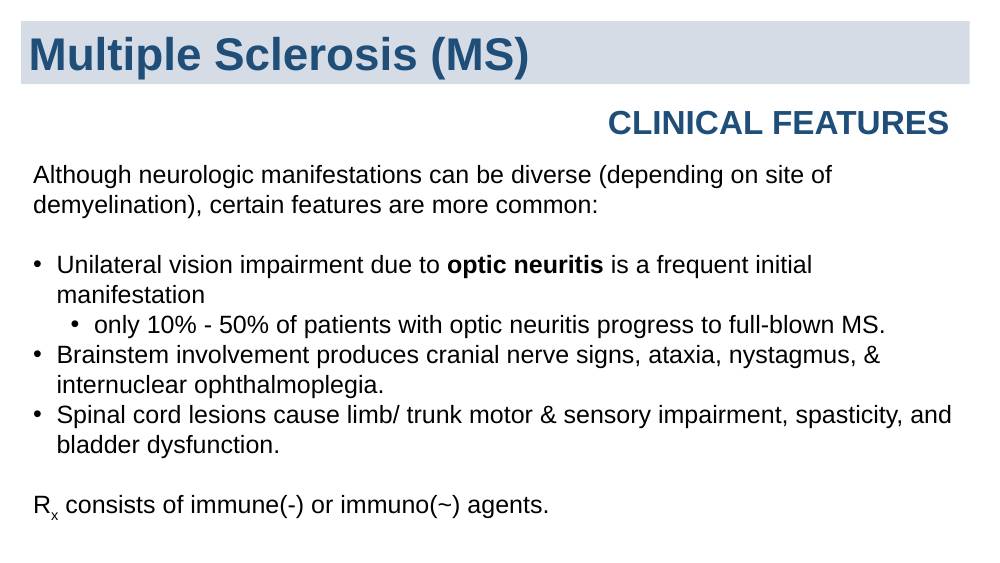 Multiple Sclerosis (MS)
CLINICAL FEATURES
Although neurologic manifestations can be diverse (depending on site of
demyelination), certain features are more common:
• Unilateral vision impairment due to optic neuritis is a frequent initial
manifestation
• only 10% - 50% of patients with optic neuritis progress to full-blown MS.
• Brainstem involvement produces cranial nerve signs, ataxia, nystagmus, &
internuclear ophthalmoplegia.
• Spinal cord lesions cause limb/ trunk motor & sensory impairment, spasticity, and
bladder dysfunction.
Rx consists of immune(-) or immuno(~) agents.